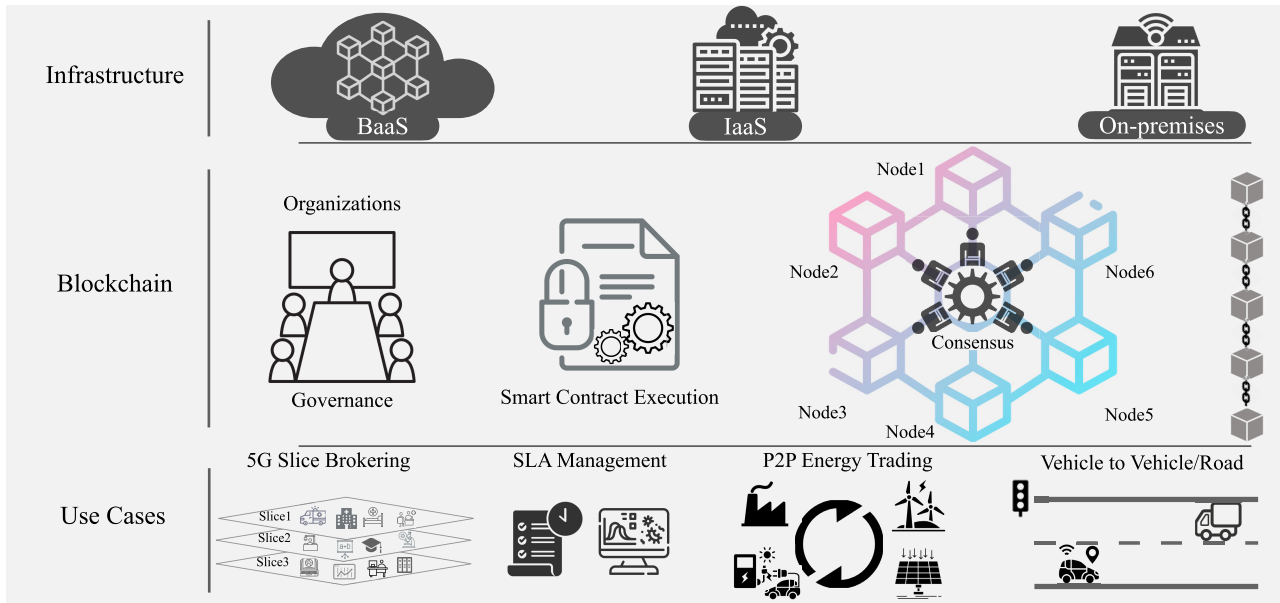 Infrastructure
BaaS
IaaS
On-premises
Blockchain
Organizations
Governance
Smart Contract Execution
Node1
Node2
Node6
Consensus
Node3
Node4
Node5
Use Cases
5G Slice Brokering
Slice1
Slice2
Slice3
SLA Management
P2P Energy Trading
Vehicle to Vehicle/Road